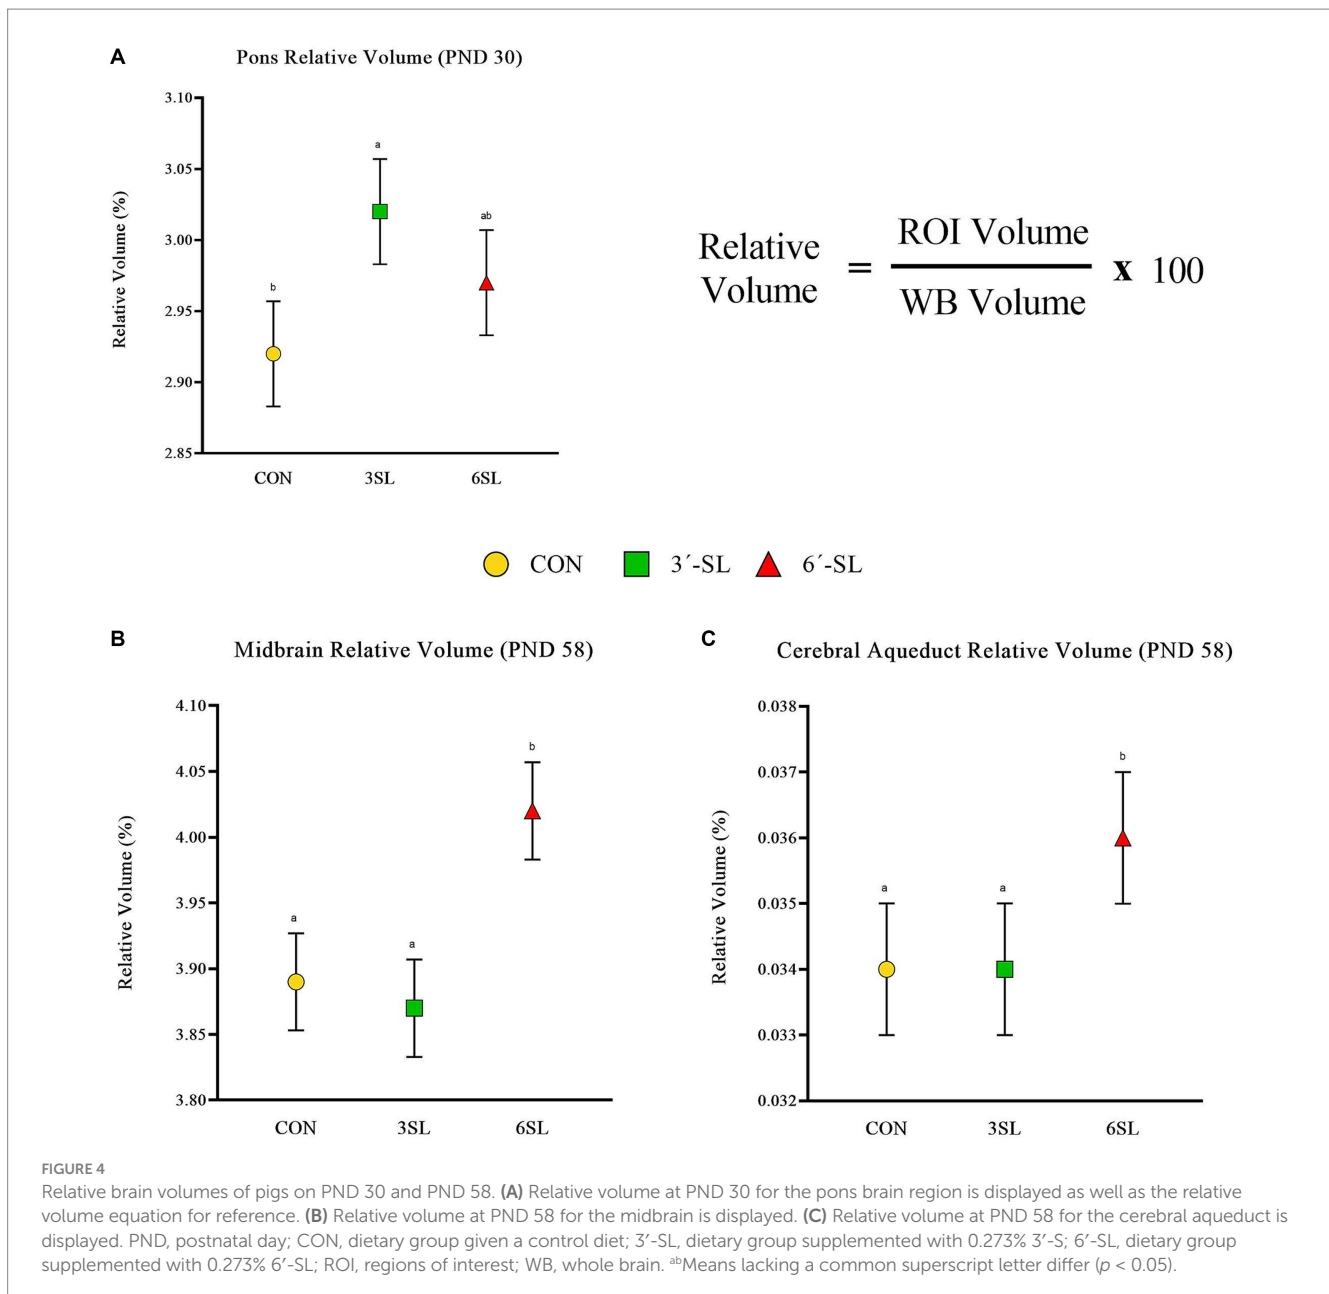 A
Pons Relative Volume (PND 30)
3.10
3.05
3.00
2.95
2.90
2.85
Relative Volume (%)
b
a
ab
CON
3SL
6SL
Relative
Volume
=
ROI Volume
WB Volume
x 100
CON
3´-SL
6´-SL
B
Midbrain Relative Volume (PND 58)
4.10
4.05
4.00
3.95
3.90
3.85
3.80
Relative Volume (%)
a
a
b
CON
3SL
6SL
C
Cerebral Aqueduct Relative Volume (PND 58)
0.038
0.037
0.036
0.035
0.034
0.033
0.032
Relative Volume (%)
a
a
b
CON
3SL
6SL
FIGURE 4
Relative brain volumes of pigs on PND 30 and PND 58. (A) Relative volume at PND 30 for the pons brain region is displayed as well as the relative
volume equation for reference. (B) Relative volume at PND 58 for the midbrain is displayed. (C) Relative volume at PND 58 for the cerebral aqueduct is
displayed. PND, postnatal day; CON, dietary group given a control diet; 3′-SL, dietary group supplemented with 0.273% 3′-S; 6′-SL, dietary group
supplemented with 0.273% 6′-SL; ROI, regions of interest; WB, whole brain. ᵃᵇMeans lacking a common superscript letter differ (p < 0.05).